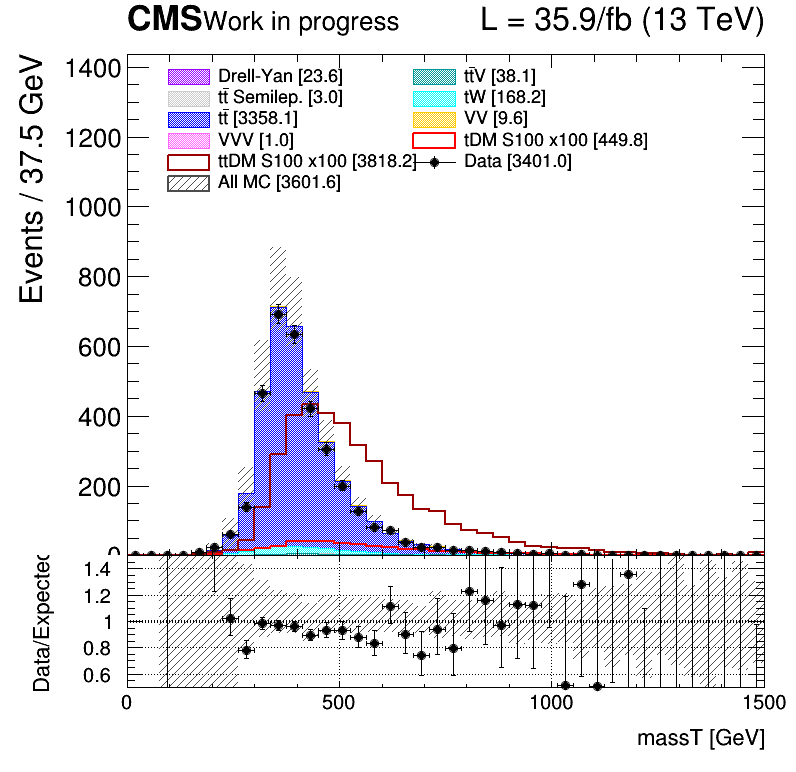 CMS Work in progress L = 35.9/fb (13 TeV)
Events / 37.5 GeV
1400
1200
1000
800
600
400
200
0
Drell-Yan [23.6]
tt̄ Semilep. [3.0]
tt̄ [3358.1]
VVV [1.0]
ttDM S100 x100 [3818.2]
All MC [3601.6]
tt̄V [38.1]
tW [168.2]
VV [9.6]
tDM S100 x100 [449.8]
Data [3401.0]
Data/Expected
1.4
1.2
1
0.8
0.6
0 500 1000 1500
massT [GeV]